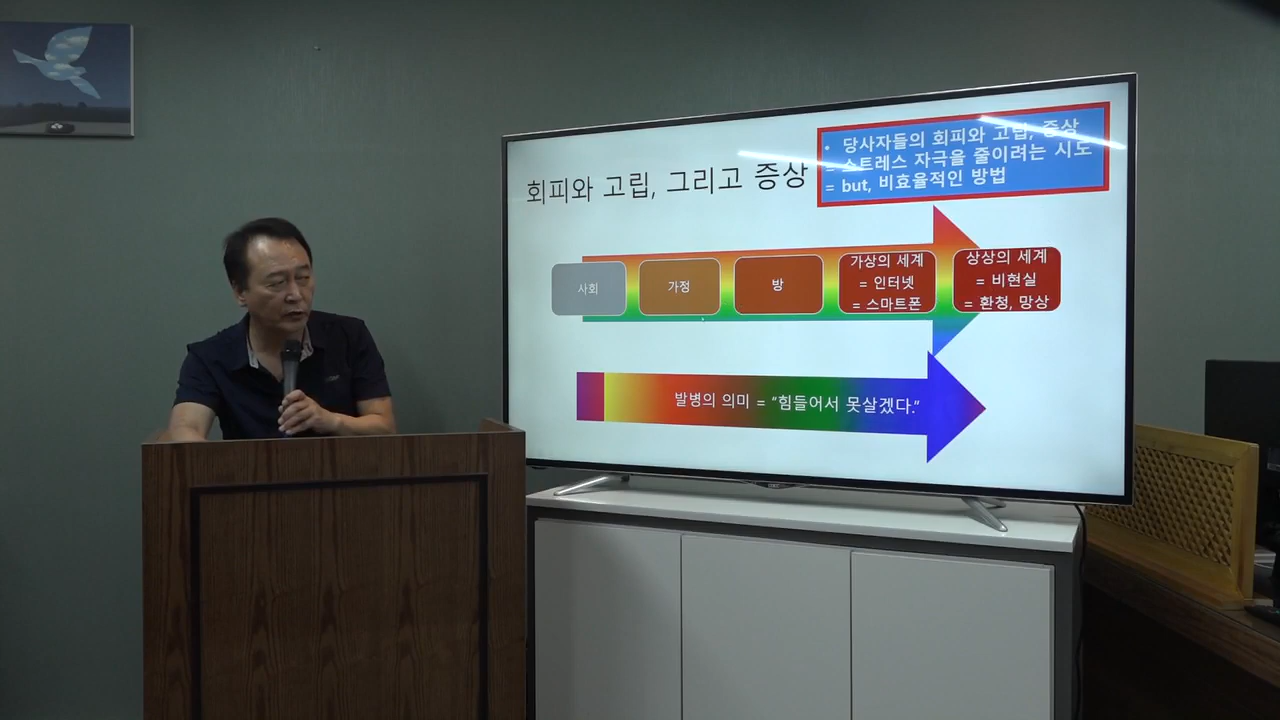 회피와 고립, 그리고 증상
• 당사자들의 회피와 고립, 증상
= 스트레스 자극을 줄이려는 시도
= but, 비효율적인 방법
사회
가정
방
가상의 세계
= 인터넷
= 스마트폰
상상의 세계
= 비현실
= 환청, 망상
발병의 의미 = “힘들어서 못살겠다.”